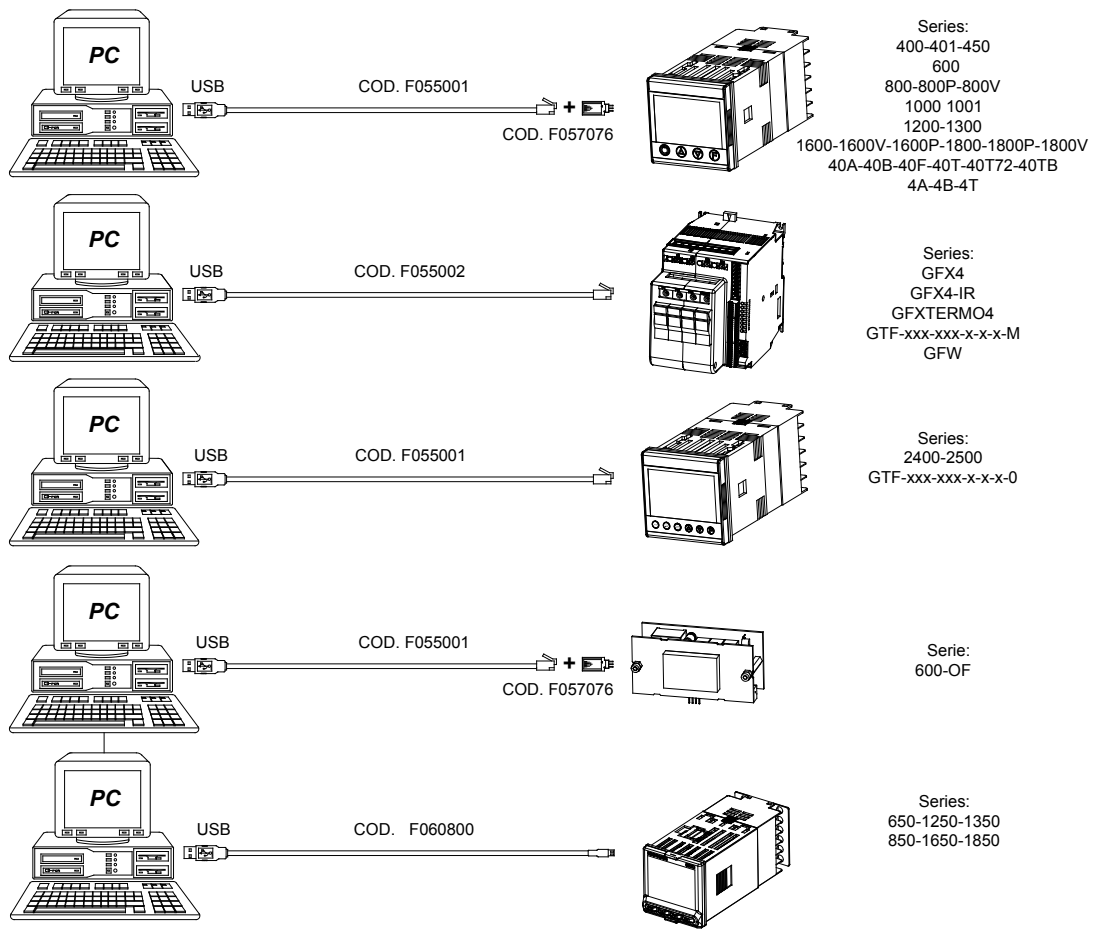 PC
USB
COD. F055001
COD. F057076
Series:
400-401-450
600
800-800P-800V
1000 1001
1200-1300
1600-1600V-1600P-1800-1800P-1800V
40A-40B-40F-40T-40T72-40TB
4A-4B-4T
PC
USB
COD. F055002
Series:
GFX4
GFX4-IR
GFXTERMO4
GTF-xxx-xxx-x-x-x-M
GFW
PC
USB
COD. F055001
Series:
2400-2500
GTF-xxx-xxx-x-x-x-0
PC
USB
COD. F055001
COD. F057076
Serie:
600-OF
PC
USB
COD. F060800
Series:
650-1250-1350
850-1650-1850